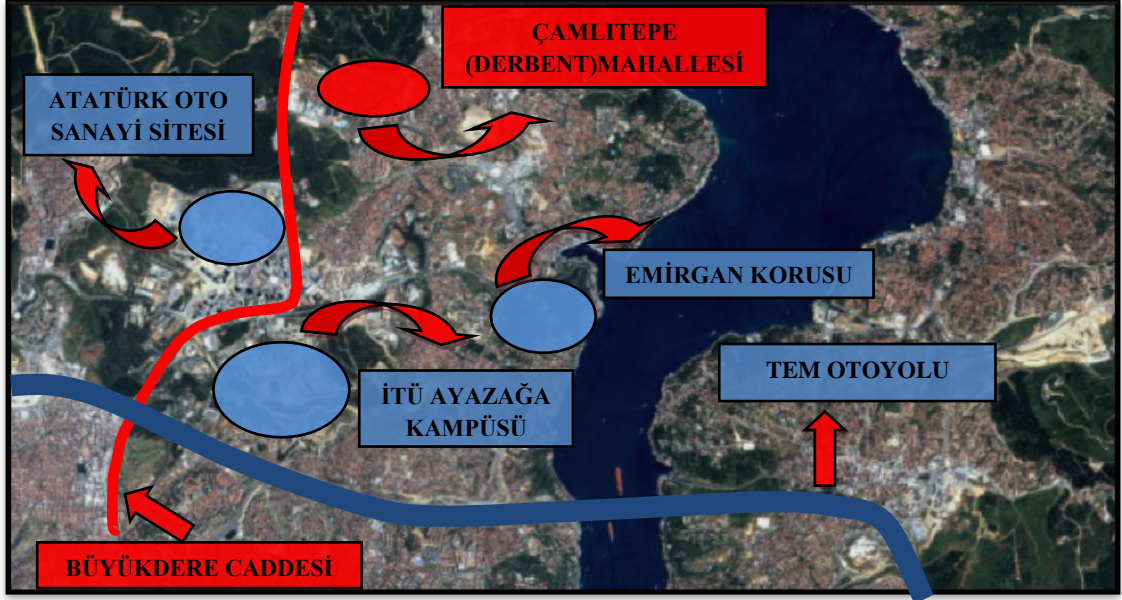 ÇAMLITEPE
(DERBENT)MAHALLESİ
ATATÜRK OTO
SANAYİ SİTESİ
EMİRGAN KORUSU
TEM OTOYOLU
İTÜ AYAZAĞA
KAMPÜSÜ
BÜYÜKDERE CADDESİ